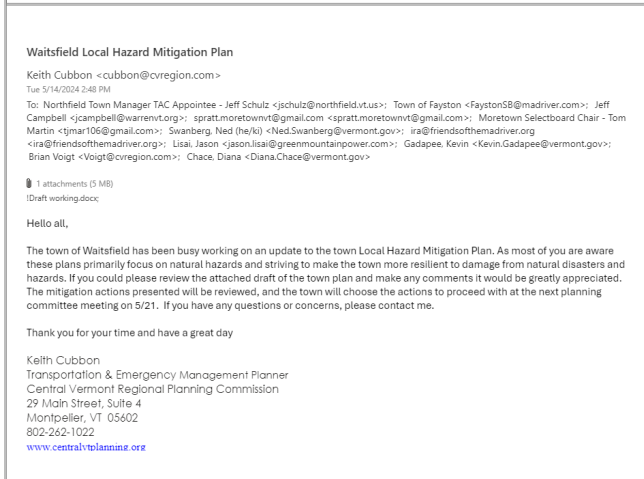 Waitsfield Local Hazard Mitigation Plan
Keith Cubbon <cubbon@cvregion.com>
Tue 5/14/2024 2:48 PM
To: Northfield Town Manager TAC Appointee - Jeff Schulz <jschulz@northfield.vt.us>; Town of Fayston <FaystonSB@madriver.com>; Jeff
Campbell <jcampbell@warrenvt.org>; spratt.moretownvt@gmail.com <spratt.moretownvt@gmail.com>; Moretown Selectboard Chair - Tom
Martin <tjmar106@gmail.com>; Swanberg, Ned (he/ki) <Ned.Swanberg@vermont.gov>; ira@friendsofthemadriver.org
<ira@friendsofthemadriver.org>; Lisai, Jason <jason.lisai@greenmountainpower.com>; Gadapee, Kevin <Kevin.Gadapee@vermont.gov>;
Brian Voigt <Voigt@cvregion.com>; Chace, Diana <Diana.Chace@vermont.gov>
1 attachments (5 MB)
!Draft working.docx;
Hello all,
The town of Waitsfield has been busy working on an update to the town Local Hazard Mitigation Plan. As most of you are aware
these plans primarily focus on natural hazards and striving to make the town more resilient to damage from natural disasters and
hazards. If you could please review the attached draft of the town plan and make any comments it would be greatly appreciated.
The mitigation actions presented will be reviewed, and the town will choose the actions to proceed with at the next planning
committee meeting on 5/21. If you have any questions or concerns, please contact me.
Thank you for your time and have a great day
Keith Cubbon
Transportation & Emergency Management Planner
Central Vermont Regional Planning Commission
29 Main Street, Suite 4
Montpelier, VT 05602
802-262-1022
www.centralvtplanning.org